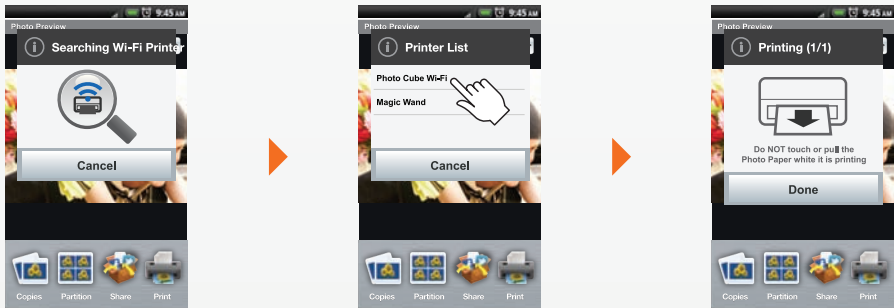 9:45 AM
Photo Preview
Searching Wi-Fi Printer
Cancel
Copies Partition Share Print
9:45 AM
Photo Preview
Printer List
Photo Cube Wi-Fi
Magic Wand
Cancel
Copies Partition Share Print
9:45 AM
Photo Preview
Printing (1/1)
Do NOT touch or pull the
Photo Paper white it is printing
Done
Copies Partition Share Print